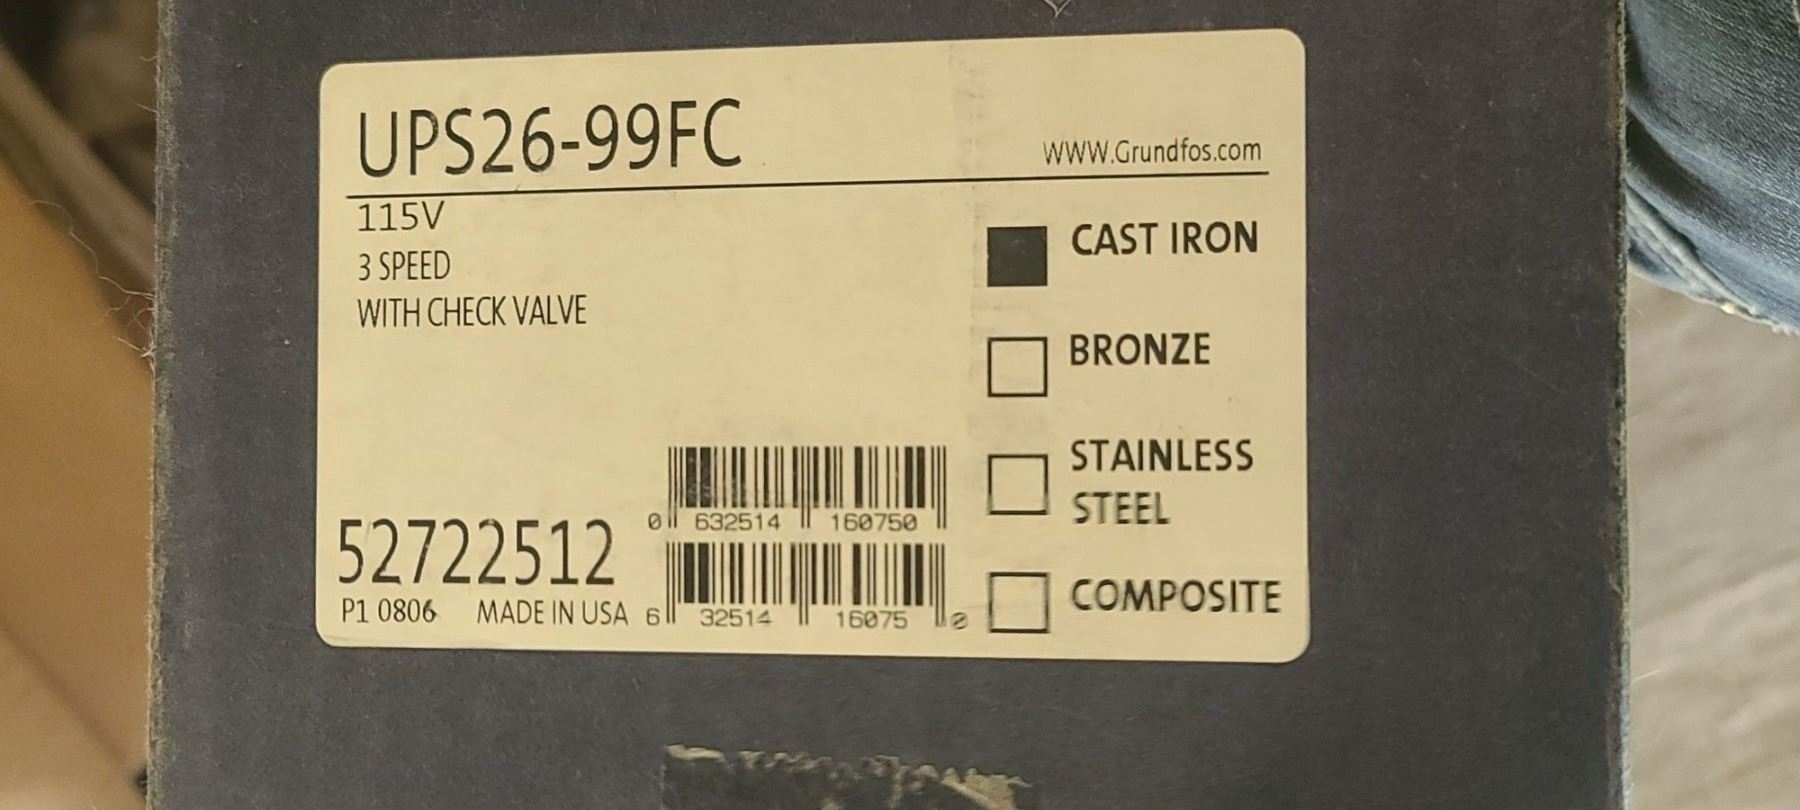 UPS26-99FC
www.Grundfos.com
115V
3 SPEED
WITH CHECK VALVE
CAST IRON
BRONZE
STAINLESS
STEEL
COMPOSITE
0 632514 160750
52722512
P1 0806 MADE IN USA
6 32514 16075 0